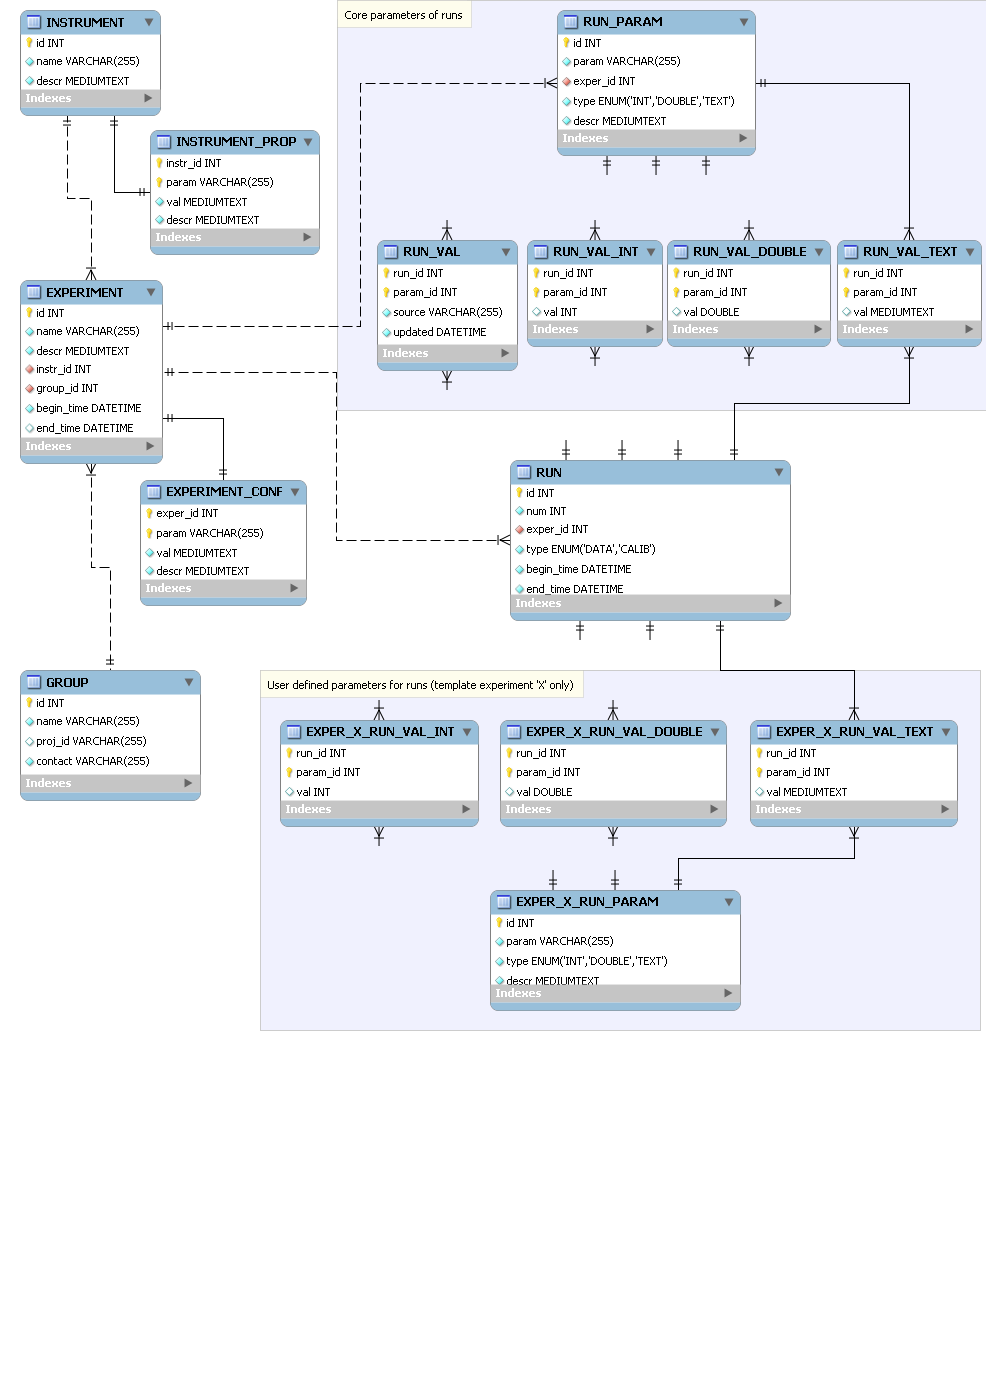 INSTRUMENT
id INT
name VARCHAR(255)
descr MEDIUMTEXT
Indexes
INSTRUMENT_PROP
instr_id INT
param VARCHAR(255)
val MEDIUMTEXT
descr MEDIUMTEXT
Indexes
EXPERIMENT
id INT
name VARCHAR(255)
descr MEDIUMTEXT
instr_id INT
group_id INT
begin_time DATETIME
end_time DATETIME
Indexes
EXPERIMENT_CONF
exper_id INT
param VARCHAR(255)
val MEDIUMTEXT
descr MEDIUMTEXT
Indexes
GROUP
id INT
name VARCHAR(255)
proj_id VARCHAR(255)
contact VARCHAR(255)
Indexes
Core parameters of runs
RUN_PARAM
id INT
param VARCHAR(255)
exper_id INT
type ENUM('INT','DOUBLE','TEXT')
descr MEDIUMTEXT
Indexes
RUN_VAL
run_id INT
param_id INT
source VARCHAR(255)
updated DATETIME
Indexes
RUN_VAL_INT
run_id INT
param_id INT
val INT
Indexes
RUN_VAL_DOUBLE
run_id INT
param_id INT
val DOUBLE
Indexes
RUN_VAL_TEXT
run_id INT
param_id INT
val MEDIUMTEXT
Indexes
RUN
id INT
num INT
exper_id INT
type ENUM('DATA','CALIB')
begin_time DATETIME
end_time DATETIME
Indexes
User defined parameters for runs (template experiment 'X' only)
EXPER_X_RUN_VAL_INT
run_id INT
param_id INT
val INT
Indexes
EXPER_X_RUN_VAL_DOUBLE
run_id INT
param_id INT
val DOUBLE
Indexes
EXPER_X_RUN_VAL_TEXT
run_id INT
param_id INT
val MEDIUMTEXT
Indexes
EXPER_X_RUN_PARAM
id INT
param VARCHAR(255)
type ENUM('INT','DOUBLE','TEXT')
descr MEDIUMTEXT
Indexes